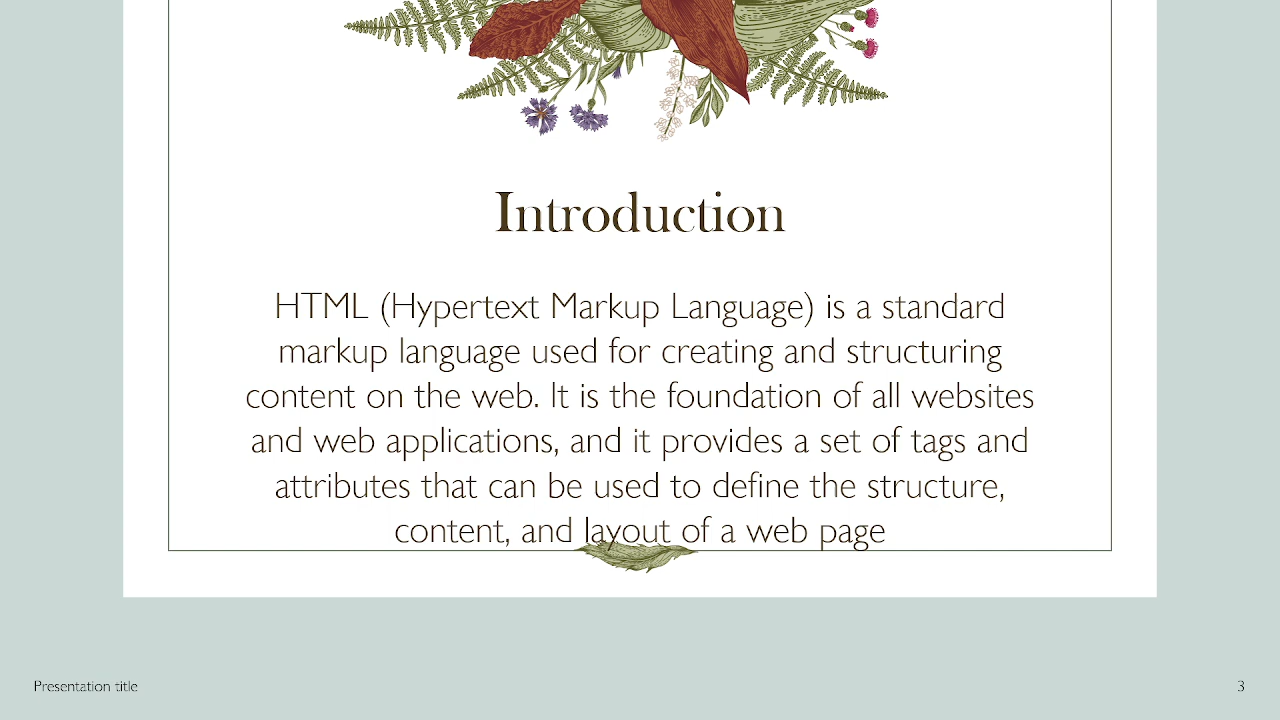 Introduction
HTML (Hypertext Markup Language) is a standard
markup language used for creating and structuring
content on the web. It is the foundation of all websites
and web applications, and it provides a set of tags and
attributes that can be used to define the structure,
content, and layout of a web page
Presentation title
3